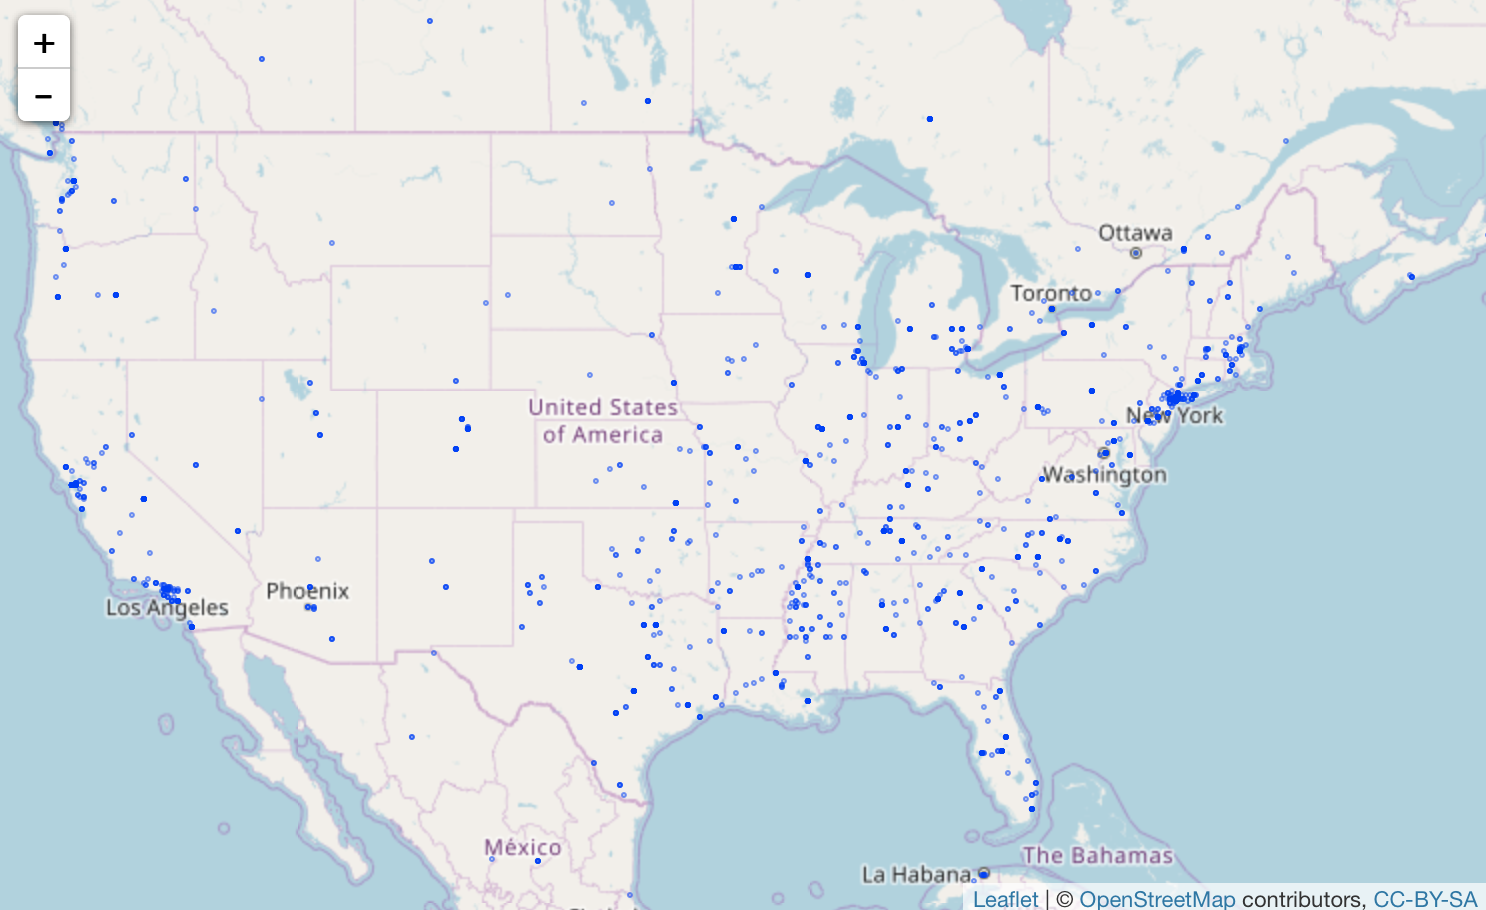 +
−
Ottawa
Toronto
United States
of America
New York
Washington
Phoenix
Los Angeles
México
The Bahamas
La Habana
Leaflet | © OpenStreetMap contributors, CC-BY-SA